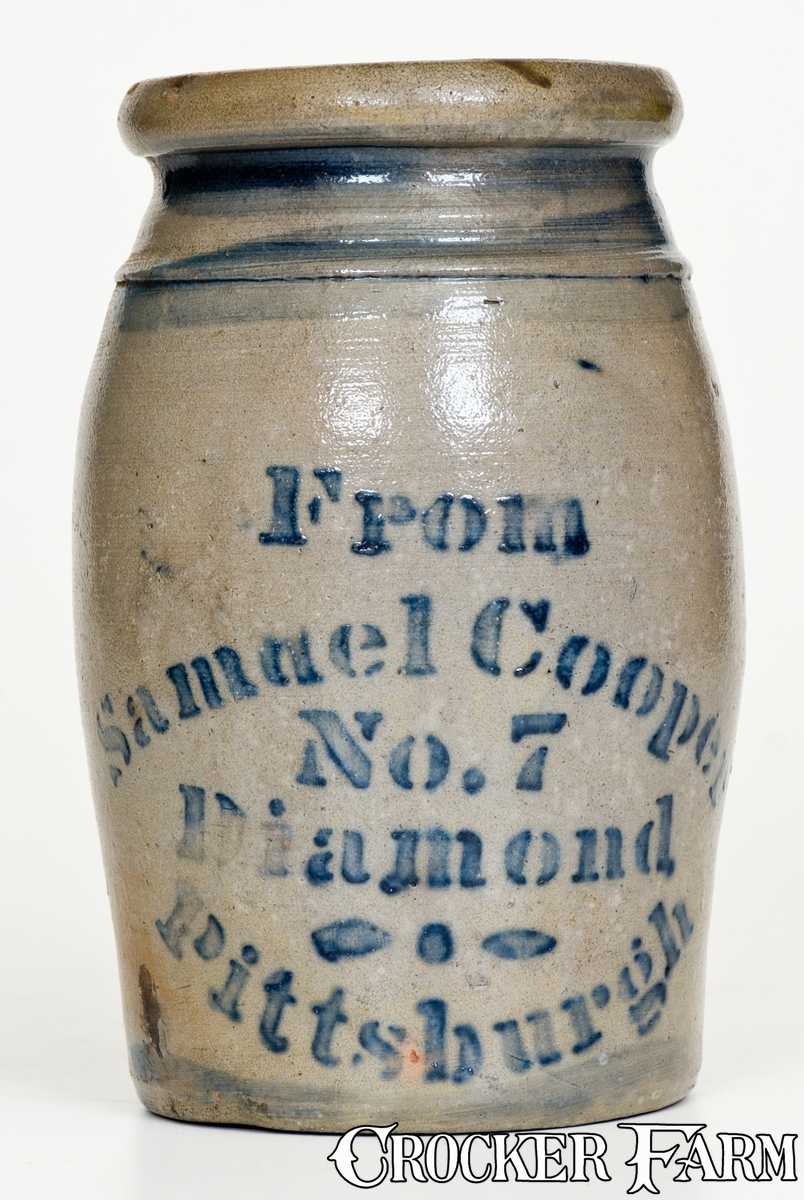 From
Samuel Cooper
No. 7
Diamond
Pittsburgh
CROCKER FARM